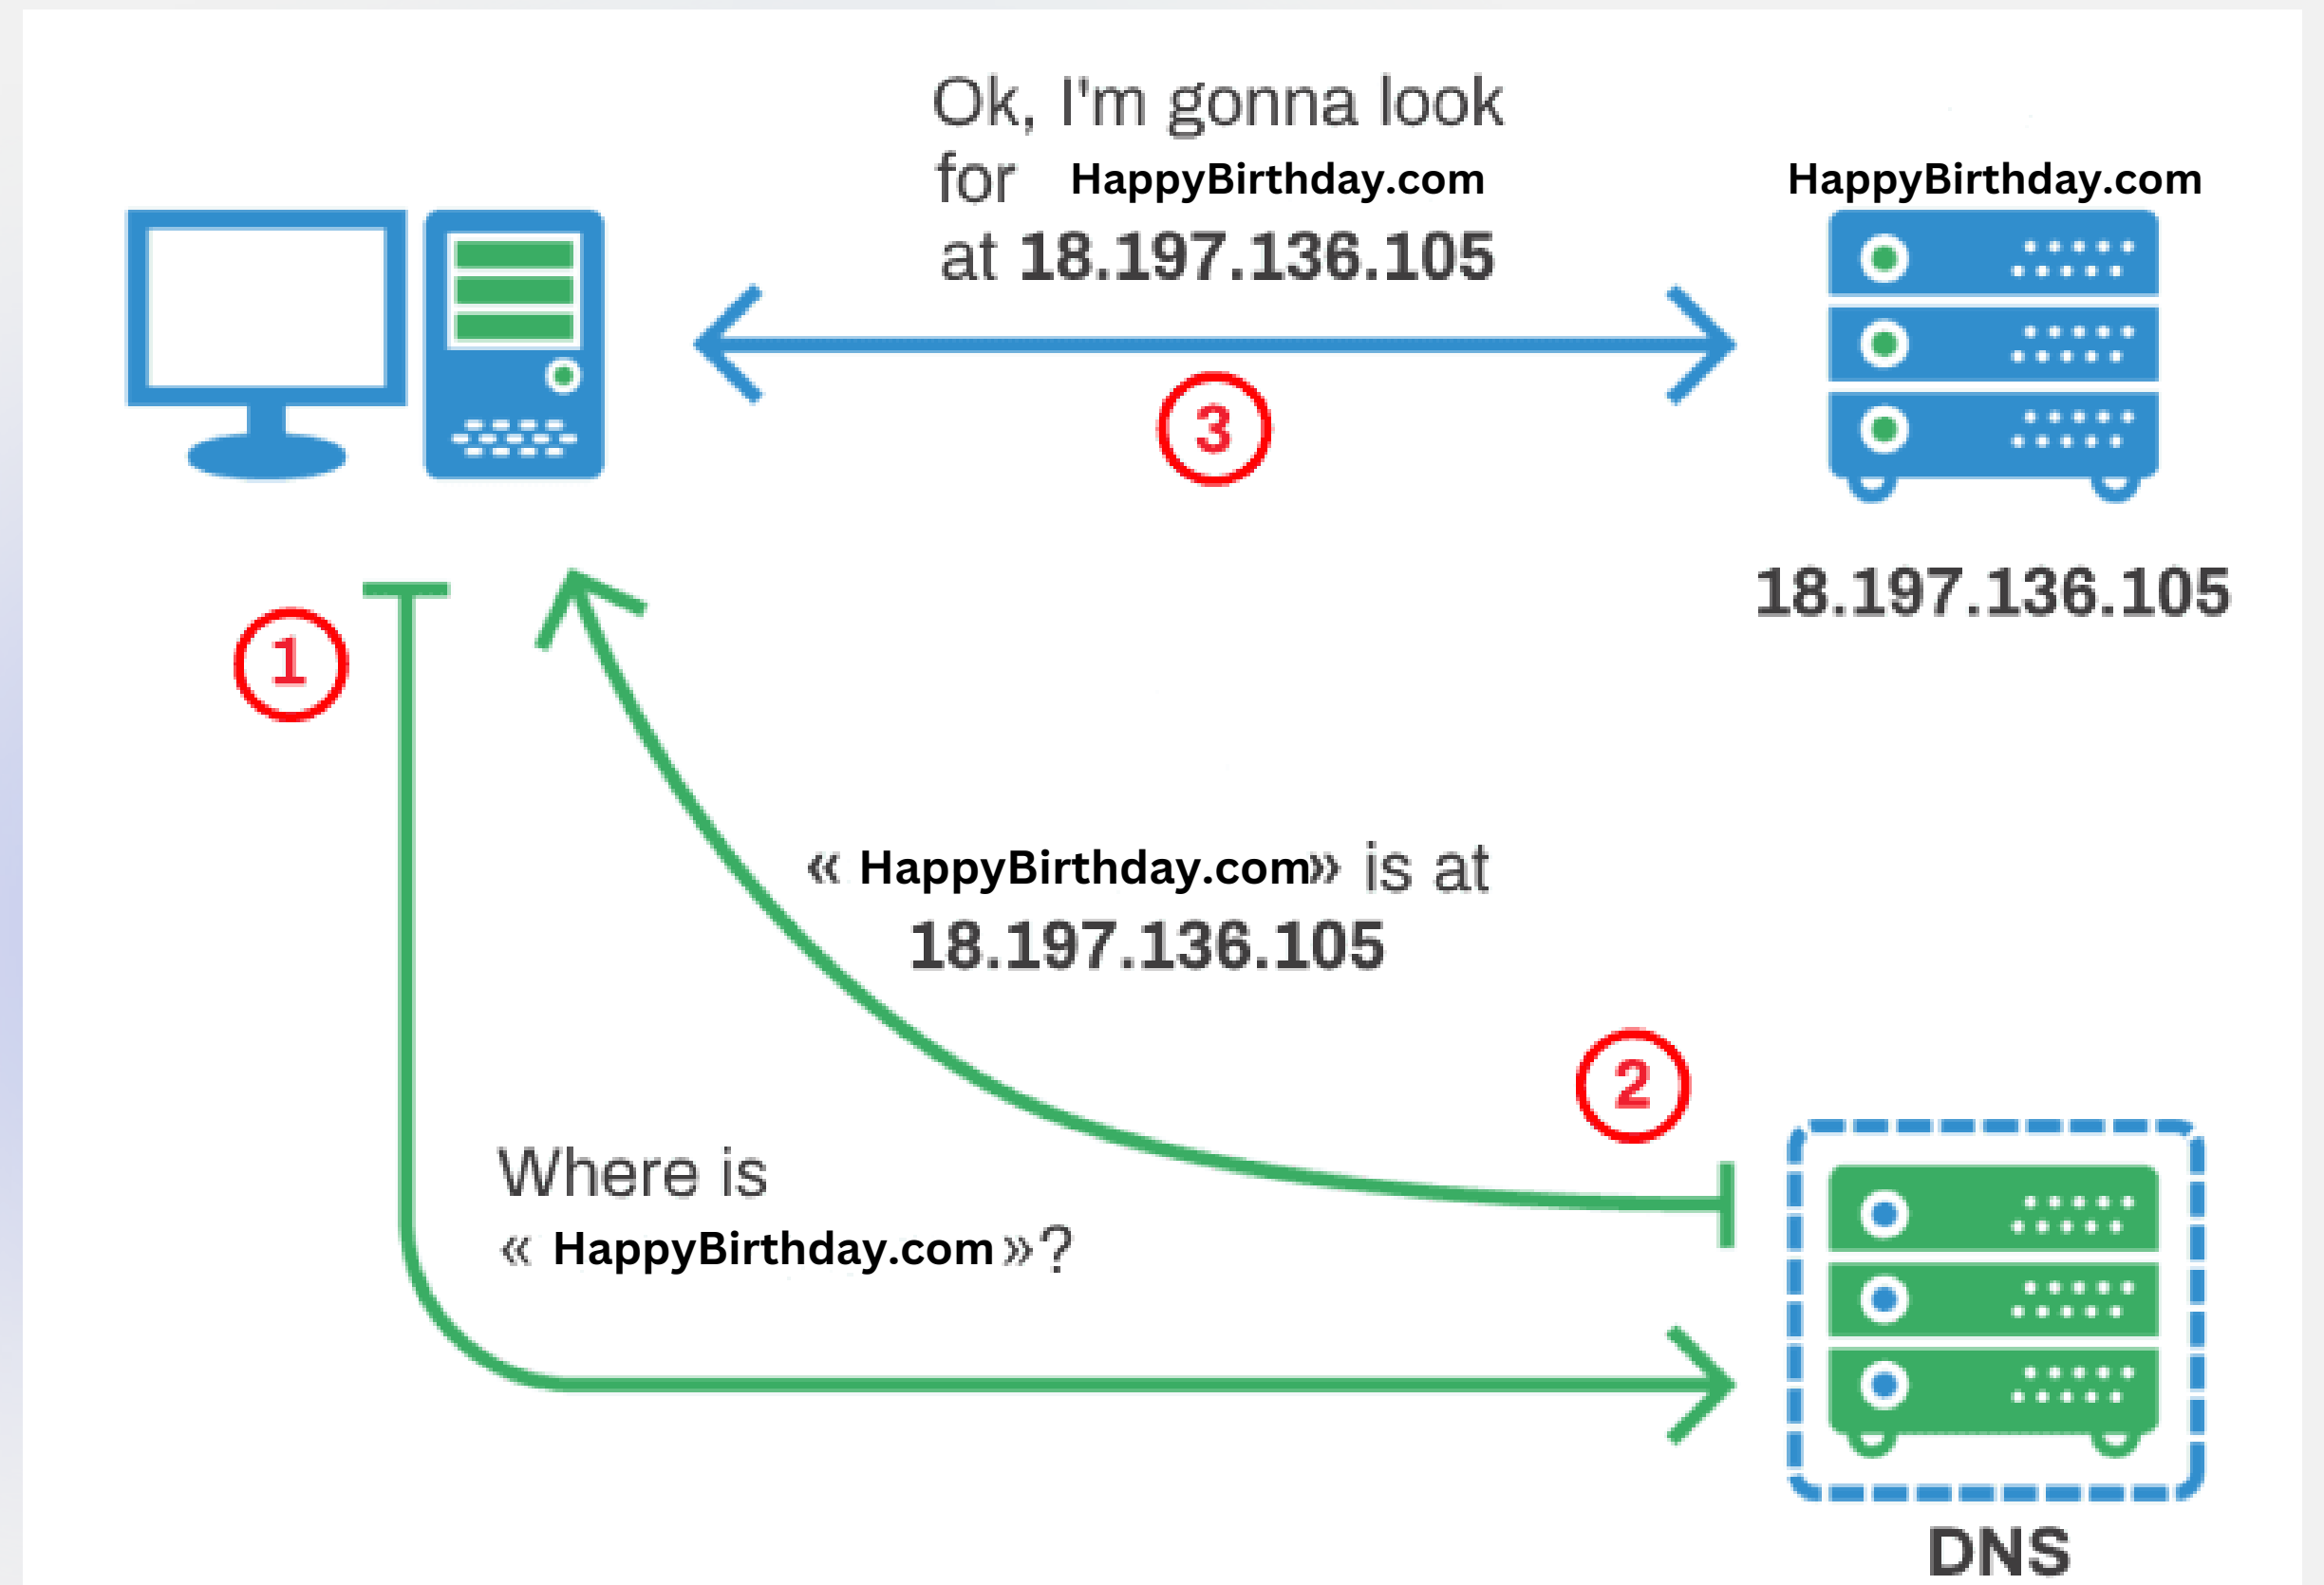 Ok, I'm gonna look
for HappyBirthday.com
at 18.197.136.105
HappyBirthday.com
3
18.197.136.105
1
« HappyBirthday.com» is at
18.197.136.105
2
Where is
« HappyBirthday.com »?
DNS